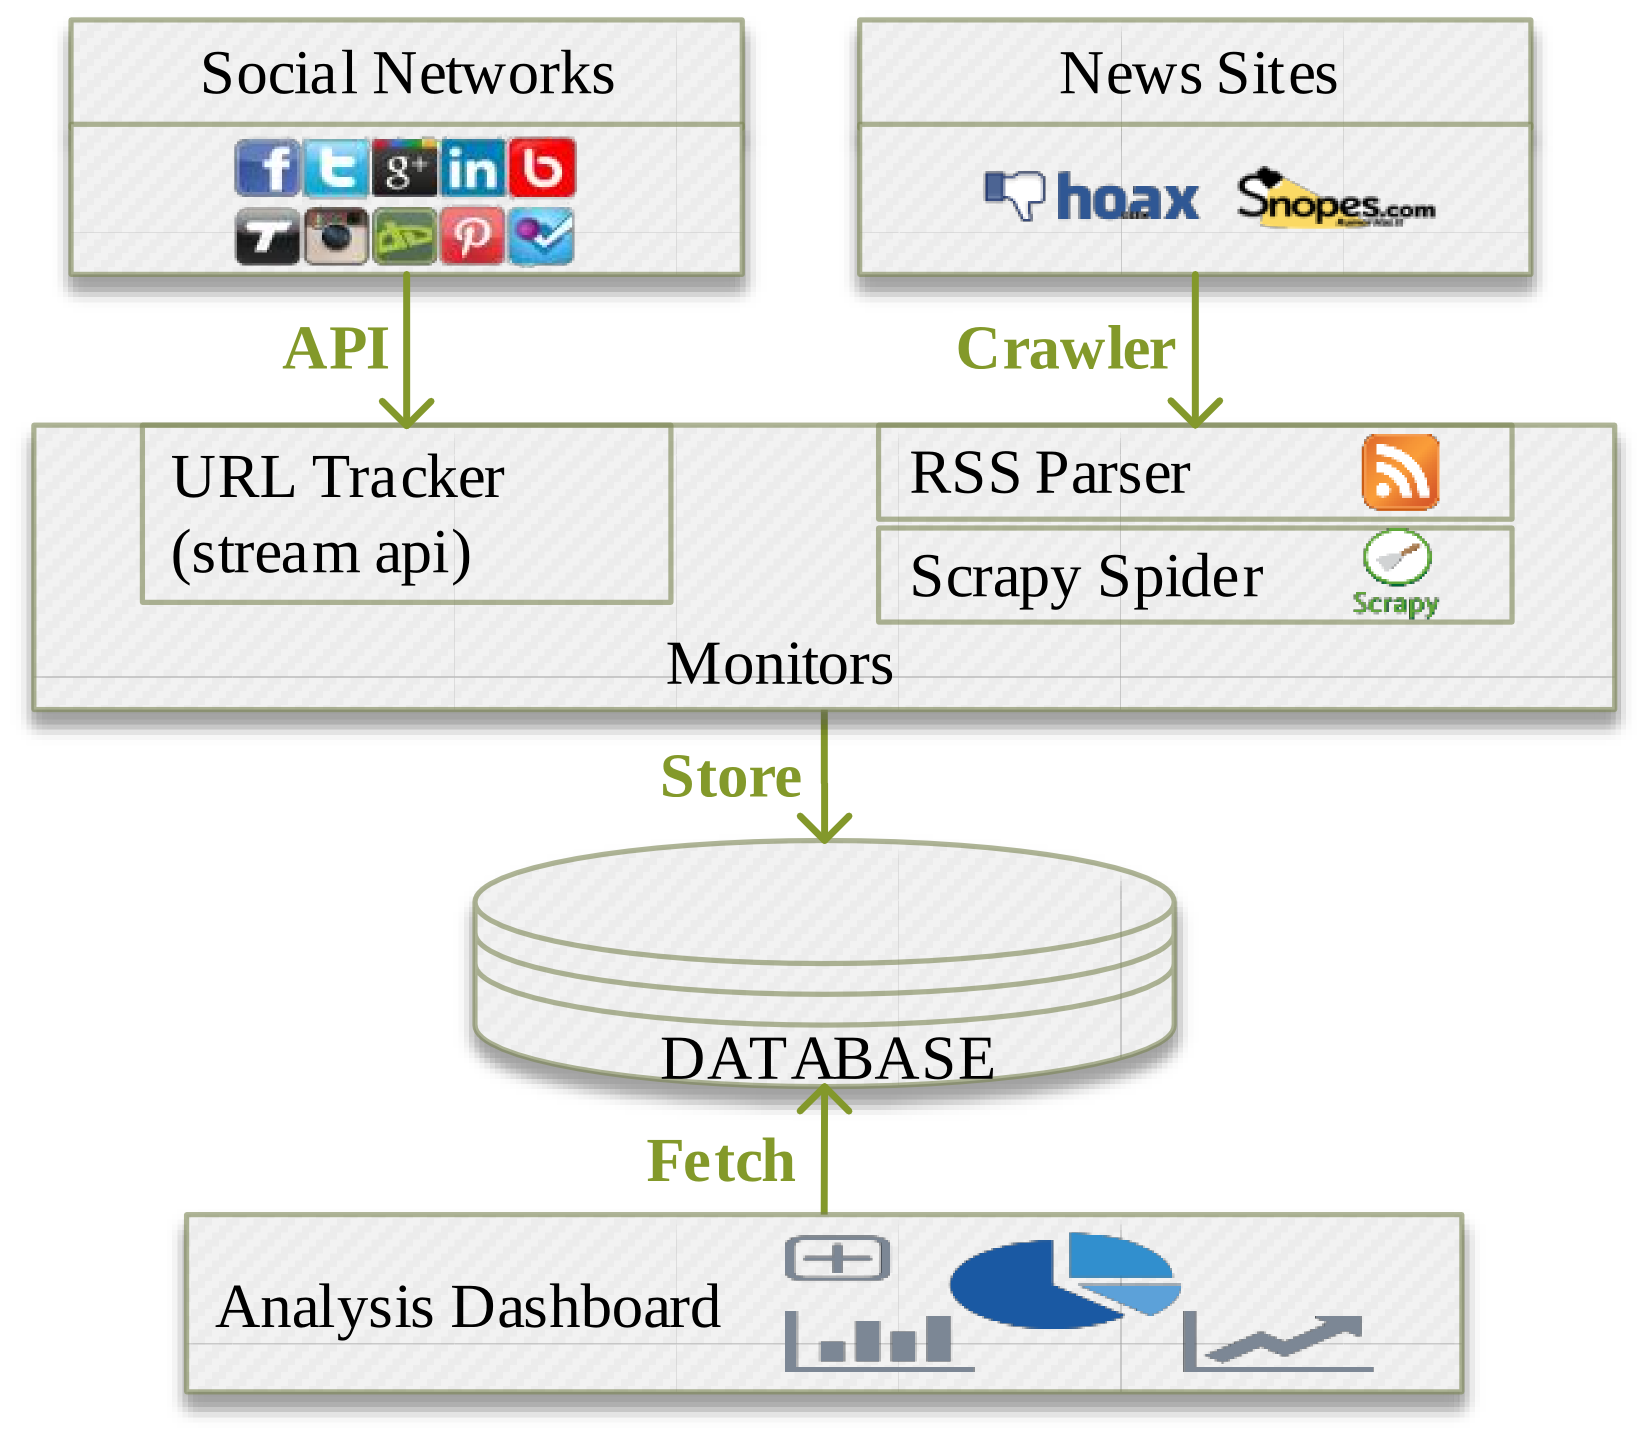 Social Networks
News Sites
f t g+ in b
hoax
Snopes.com
API
Crawler
URL Tracker
(stream api)
RSS Parser
Scrapy Spider
Scrapy
Monitors
Store
DATABASE
Fetch
Analysis Dashboard